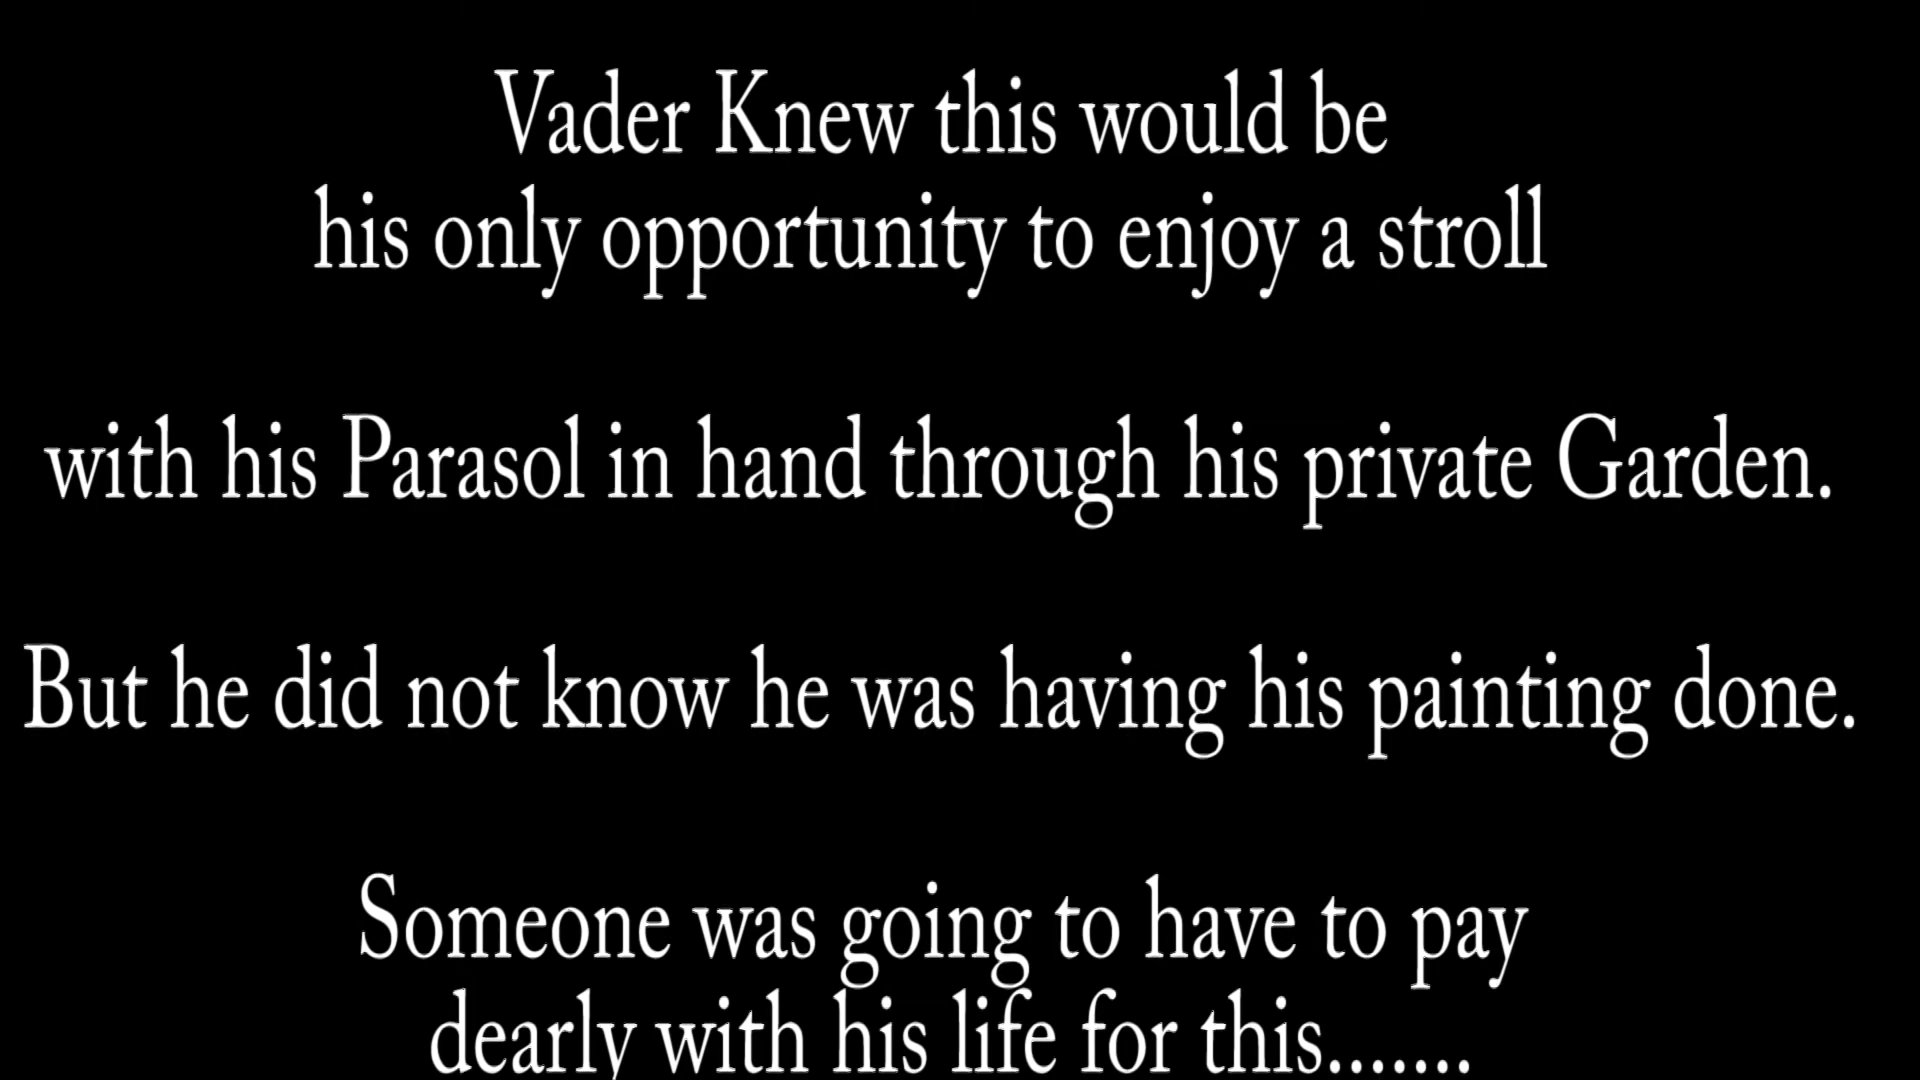 Vader Knew this would be
his only opportunity to enjoy a stroll
with his Parasol in hand through his private Garden.
But he did not know he was having his painting done.
Someone was going to have to pay
dearly with his life for this.......